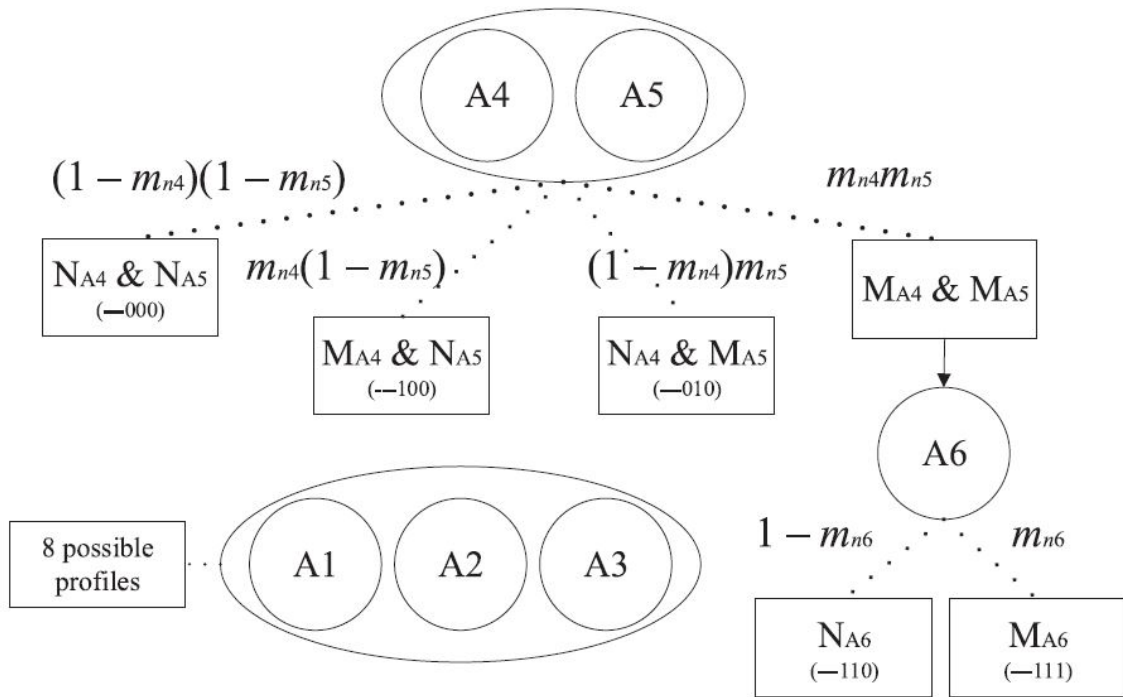 A4 A5
(1 − mn4)(1 − mn5)
mn4mn5
NA4 & NA5
(—000)
mn4(1 − mn5)
(1 − mn4)mn5
MA4 & MA5
MA4 & NA5
(-–100)
NA4 & MA5
(—010)
A6
8 possible
profiles
A1 A2 A3
1 − mn6
mn6
NA6
(—110)
MA6
(—111)